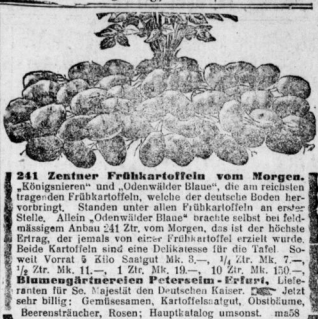 241 Zentner Frühkartoffeln vom Morgen.
„Königsnieren“ und „Odenwälder Blaue“, die am reichsten
tragenden Frühkartoffeln, welche der deutsche Boden her-
vorbringt. Standen unter allen Frühkartoffeln an erster
Stelle. Allein „Odenwälder Blaue“ brachte selbst bei feld-
mässigem Anbau 241 Ztr. vom Morgen, das ist der höchste
Ertrag, der jemals von einer Frühkartoffel erzielt wurde.
Beide Kartoffeln sind eine Delikatesse für die Tafel. So-
weit Vorrat 5 Kilo Saatgut Mk. 3.—, ¼ Ztr. Mk. 7.—,
½ Ztr. Mk. 11.—, 1 Ztr. Mk. 19.—, 10 Ztr. Mk. 150.—,
Blumengärtnereien Peterseim-Erfurt, Liefe-
ranten für Se. Majestät den Deutschen Kaiser. ☛ Jetzt
sehr billig: Gemüsesamen, Kartoffelsaatgut, Obstbäume,
Beerensträucher, Rosen; Hauptkatalog umsonst. ma58